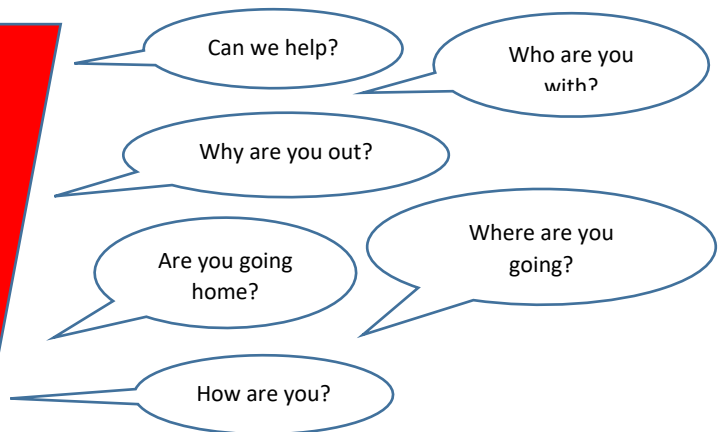 Can we help?
Who are you
with?
Why are you out?
Where are you
going?
Are you going
home?
How are you?